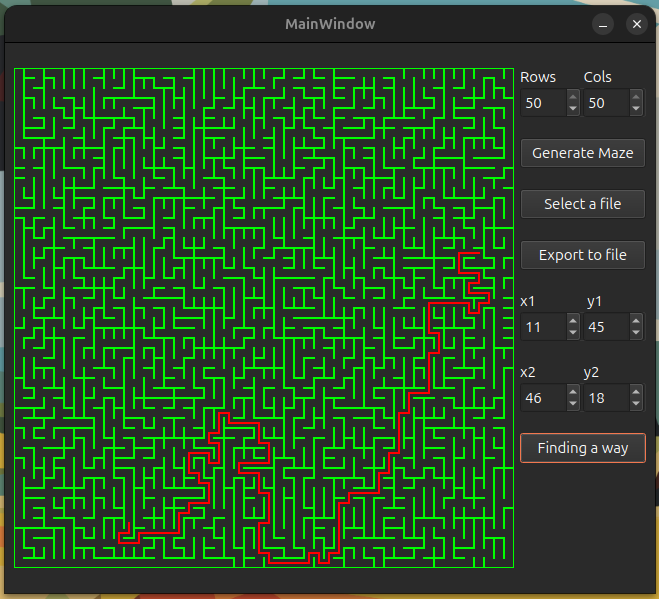 MainWindow
Rows Cols
50 50
Generate Maze
Select a file
Export to file
x1 y1
11 45
x2 y2
46 18
Finding a way